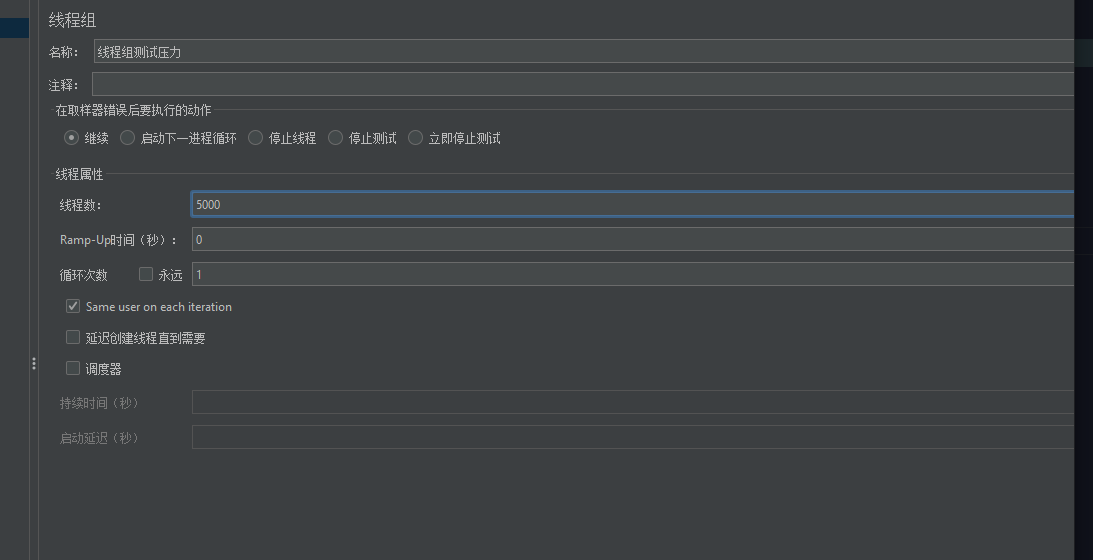 线程组
名称： 线程组测试压力
注释：
在取样器错误后要执行的动作
继续 启动下一进程循环 停止线程 停止测试 立即停止测试
线程属性
线程数： 5000
Ramp-Up时间（秒）： 0
循环次数 永远 1
Same user on each iteration
延迟创建线程直到需要
调度器
持续时间（秒）
启动延迟（秒）